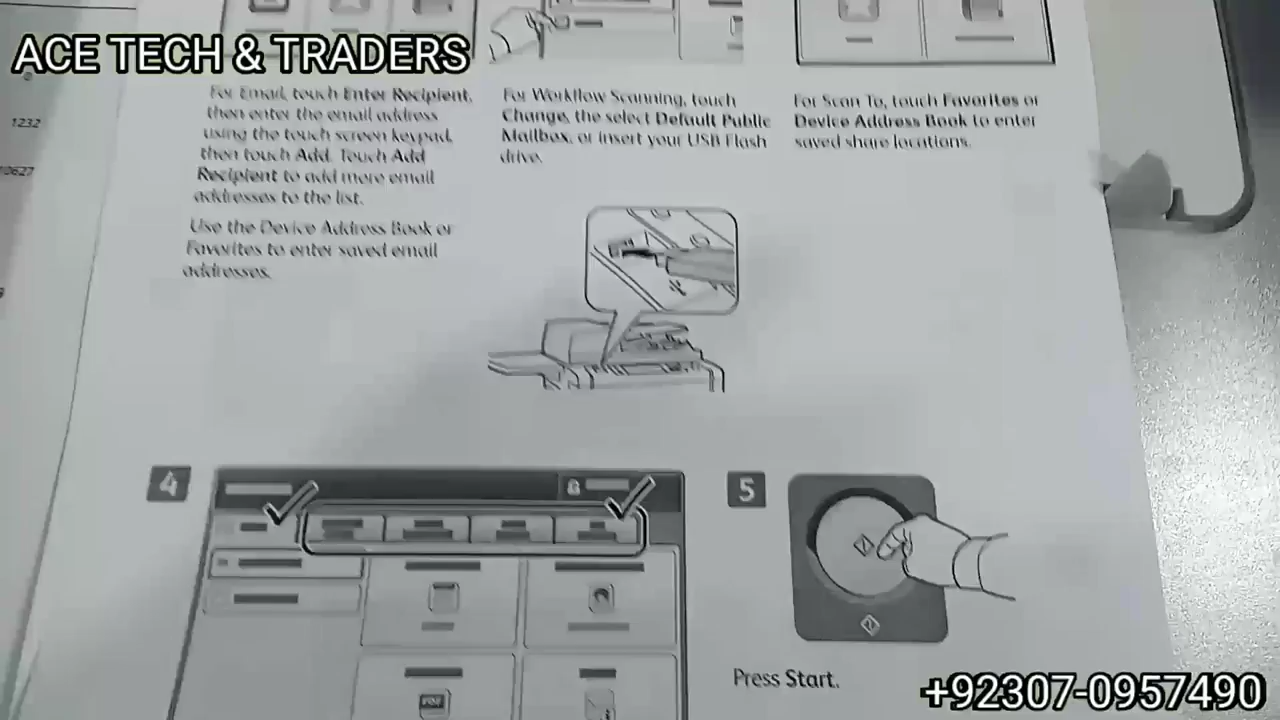 ACE TECH & TRADERS
1232
10627
For Email, touch Enter Recipient,
then enter the email address
using the touch screen keypad,
then touch Add. Touch Add
Recipient to add more email
addresses to the list.
Use the Device Address Book or
Favorites to enter saved email
addresses.
For Workflow Scanning, touch
Change, the select Default Public
Mailbox, or insert your USB Flash
drive.
For Scan To, touch Favorites or
Device Address Book to enter
saved share locations.
4
PDF
5
Press Start.
+92307-0957490